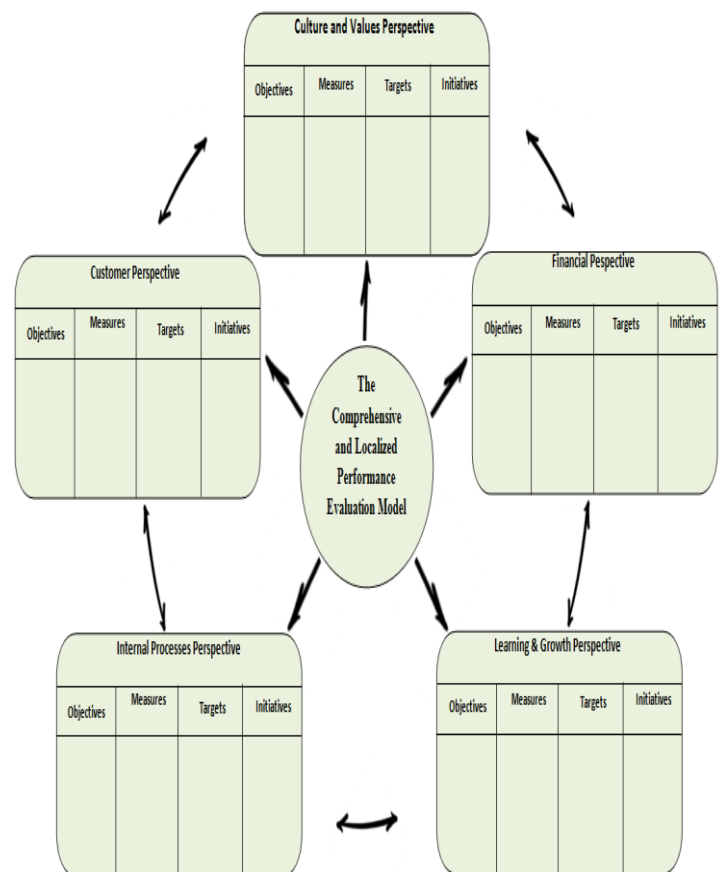 Culture and Values Perspective
Objectives Measures Targets Initiatives
Customer Perspective
Objectives Measures Targets Initiatives
Financial Pespective
Objectives Measures Targets Initiatives
The
Comprehensive
and Localized
Performance
Evaluation Model
Internal Processes Perspective
Objectives Measures Targets Initiatives
Learning & Growth Perspective
Objectives Measures Targets Initiatives